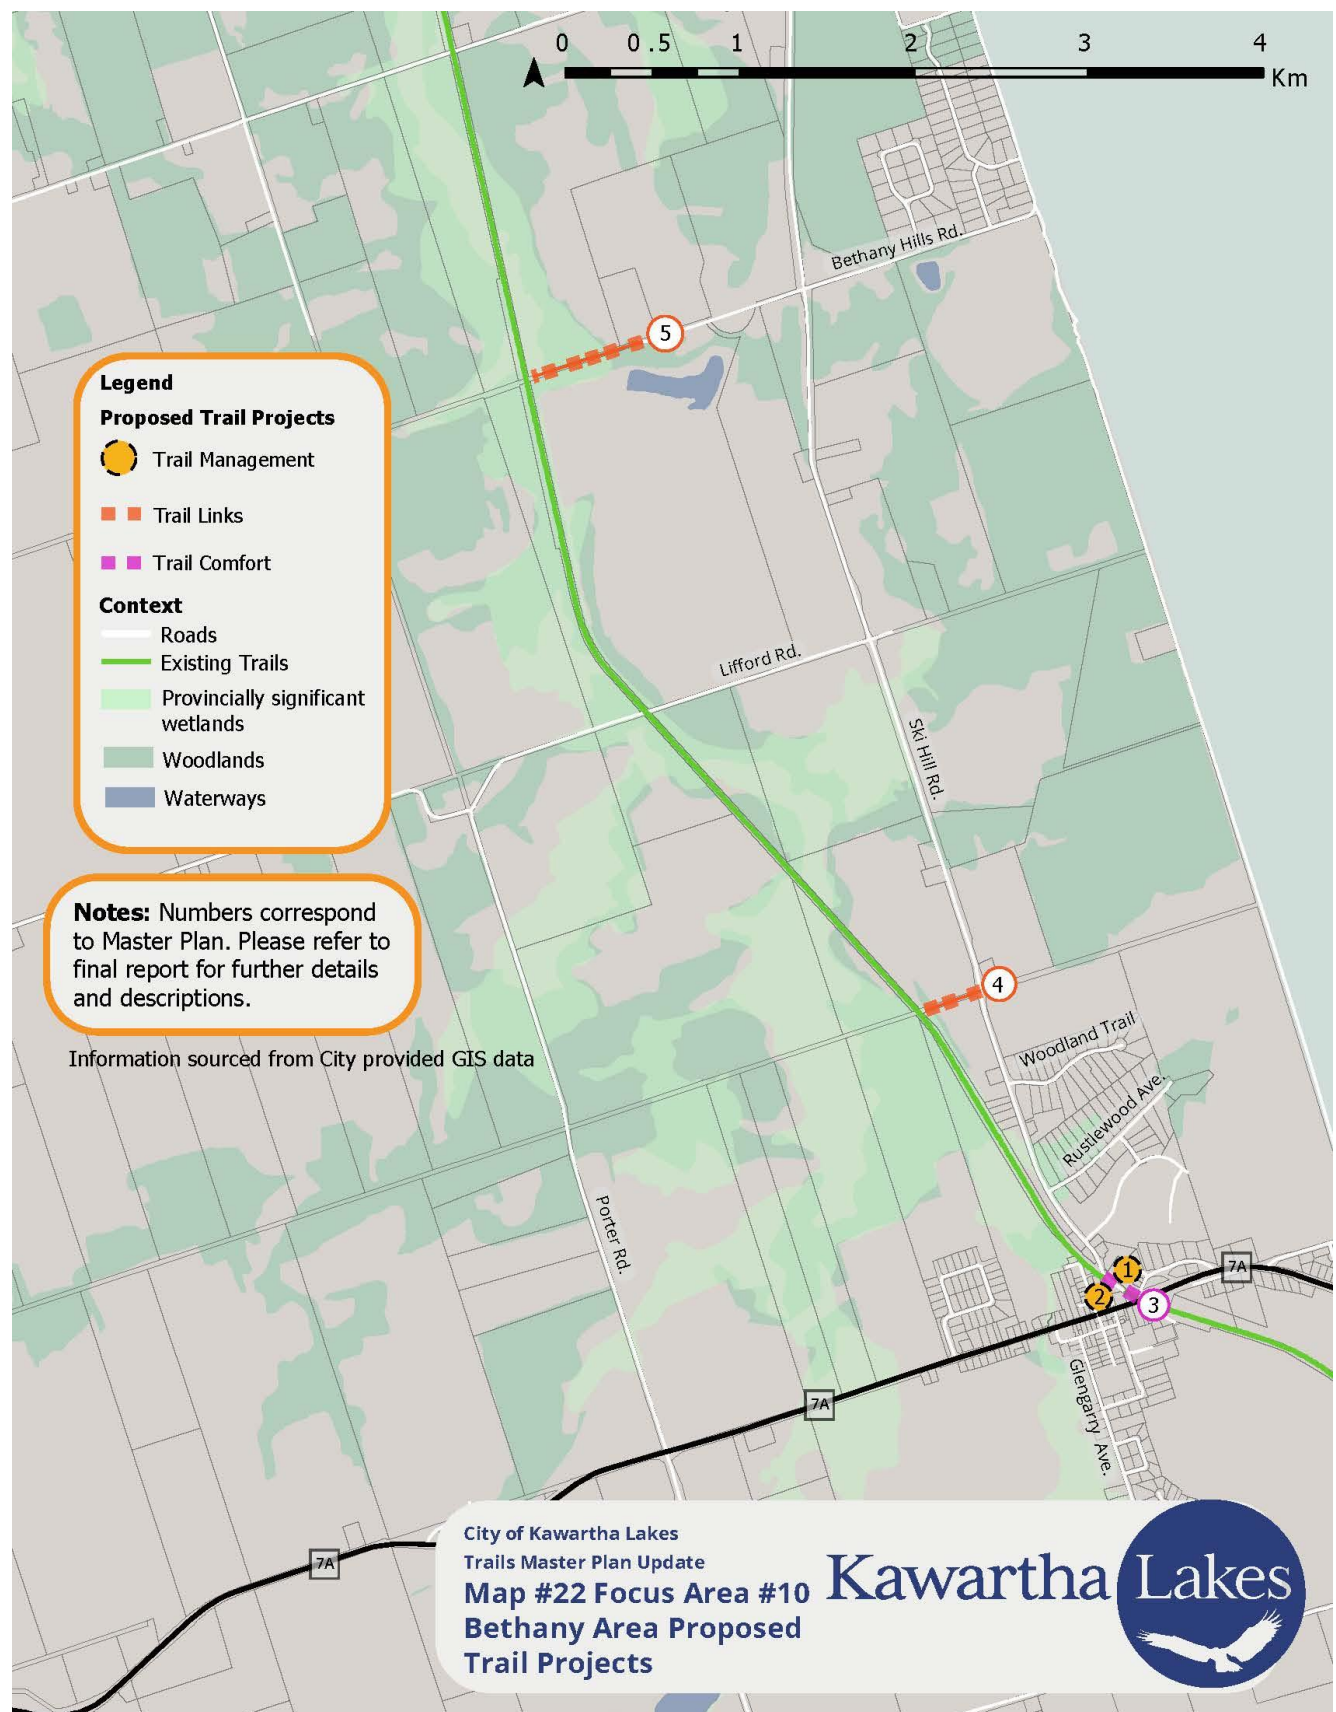 0 0.5 1 2 3 4
Km
Bethany Hills Rd.
5
Legend
Proposed Trail Projects
Trail Management
Trail Links
Trail Comfort
Context
Roads
Existing Trails
Provincially significant
wetlands
Woodlands
Waterways
Lifford Rd.
Ski Hill Rd.
Notes: Numbers correspond
to Master Plan. Please refer to
final report for further details
and descriptions.
Information sourced from City provided GIS data
4
Woodland Trail
Rustlewood Ave.
Porter Rd.
1
2
3
7A
Glengarry Ave.
7A
7A
City of Kawartha Lakes
Trails Master Plan Update
Map #22 Focus Area #10
Bethany Area Proposed
Trail Projects
Kawartha Lakes